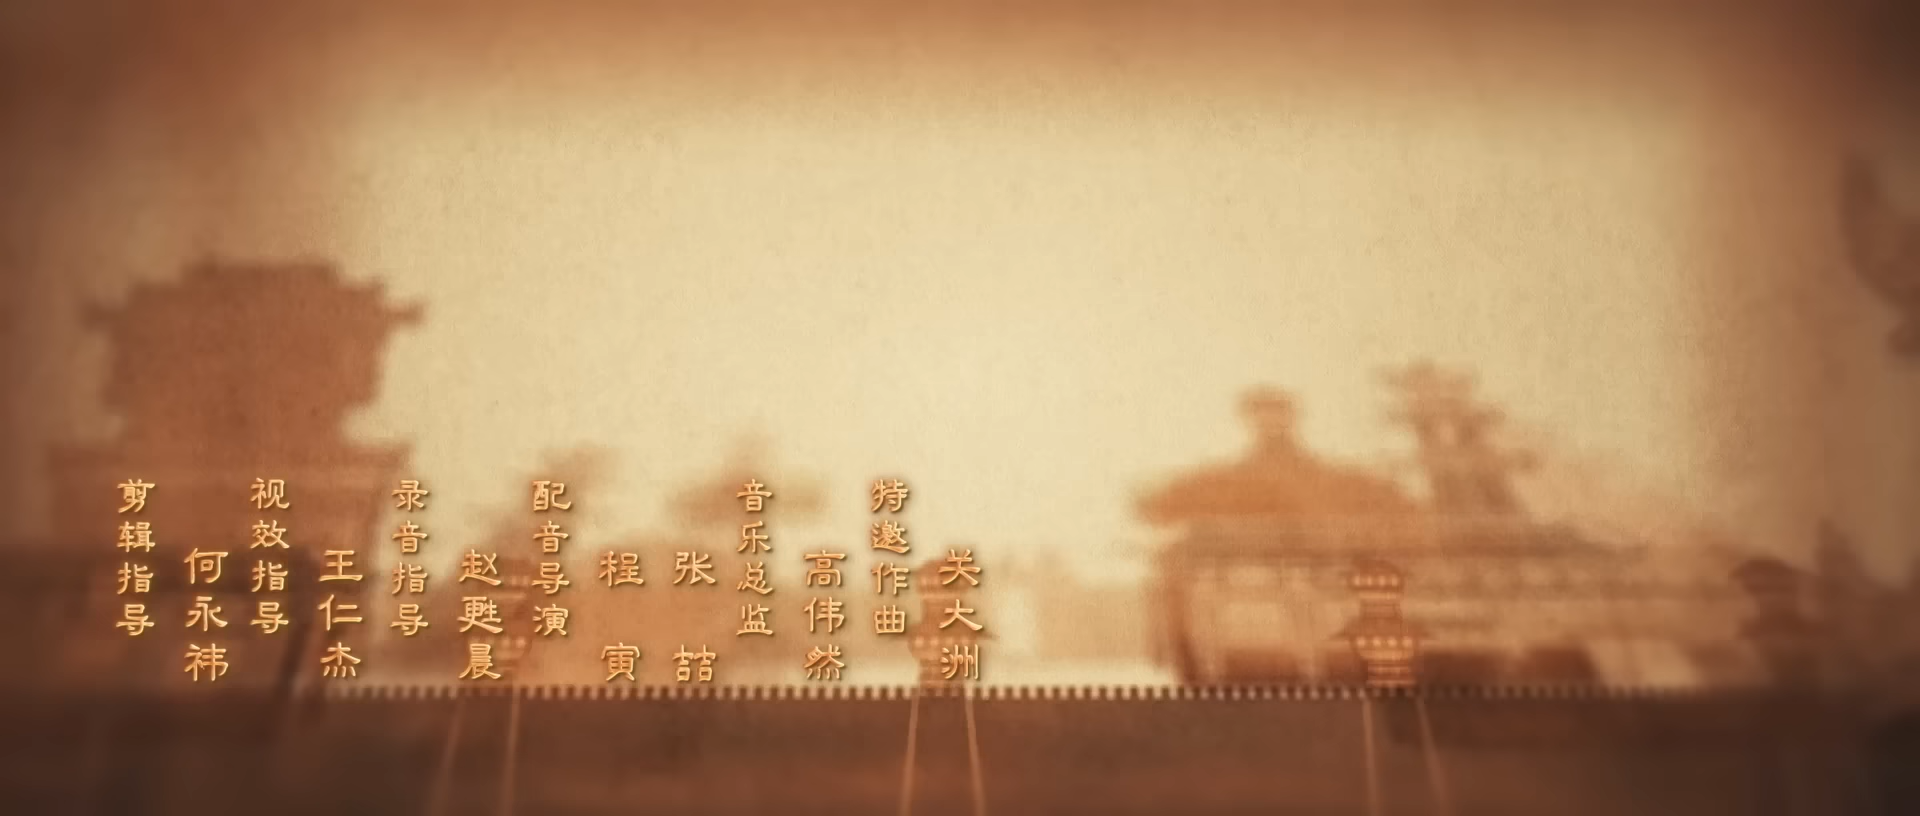 剪辑指导
何永祎
视效指导
王仁杰
录音指导
赵甦晨
配音导演
程寅
张喆
音乐总监
高伟然
特邀作曲
关大洲